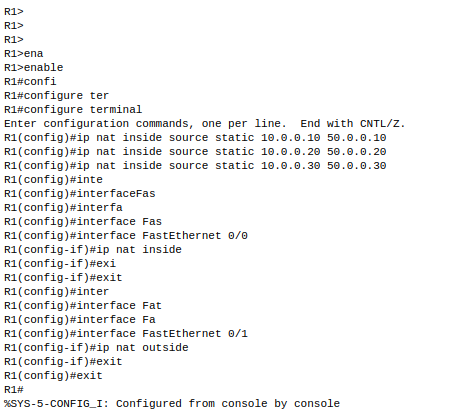 R1>
R1>
R1>
R1>ena
R1>enable
R1#confi
R1#configure ter
R1#configure terminal
Enter configuration commands, one per line.  End with CNTL/Z.
R1(config)#ip nat inside source static 10.0.0.10 50.0.0.10
R1(config)#ip nat inside source static 10.0.0.20 50.0.0.20
R1(config)#ip nat inside source static 10.0.0.30 50.0.0.30
R1(config)#inte
R1(config)#interfaceFas
R1(config)#interfa
R1(config)#interface Fas
R1(config)#interface FastEthernet 0/0
R1(config-if)#ip nat inside
R1(config-if)#exi
R1(config-if)#exit
R1(config)#inter
R1(config)#interface Fat
R1(config)#interface Fa
R1(config)#interface FastEthernet 0/1
R1(config-if)#ip nat outside
R1(config-if)#exit
R1(config)#exit
R1#
%SYS-5-CONFIG_I: Configured from console by console